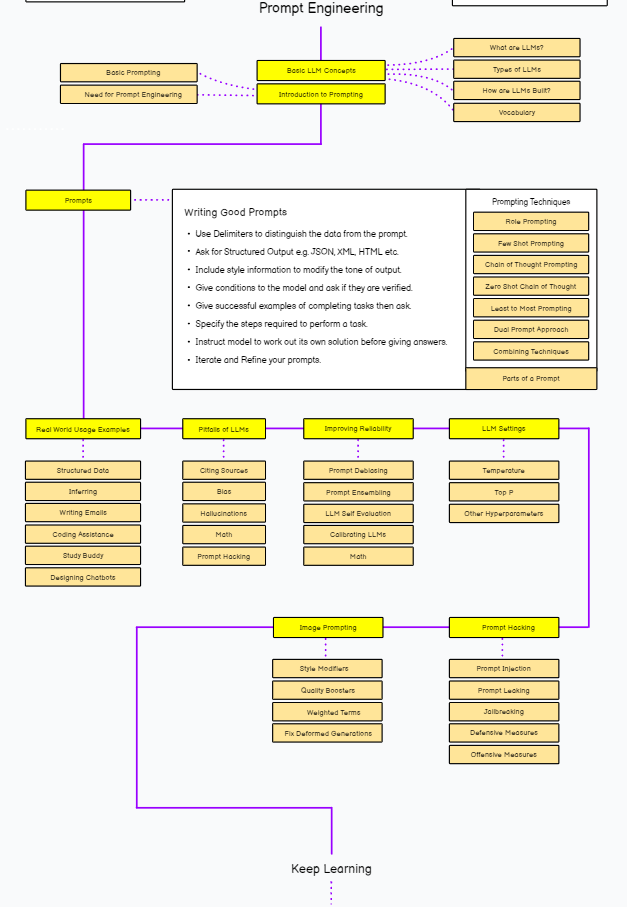 Prompt Engineering
Basic LLM Concepts
Introduction to Prompting
Basic Prompting
Need for Prompt Engineering
What are LLMs?
Types of LLMs
How are LLMs Built?
Vocabulary
Prompts
Writing Good Prompts
• Use Delimiters to distinguish the data from the prompt.
• Ask for Structured Output e.g. JSON, XML, HTML etc.
• Include style information to modify the tone of output.
• Give conditions to the model and ask if they are verified.
• Give successful examples of completing tasks then ask.
• Specify the steps required to perform a task.
• Instruct model to work out its own solution before giving answers.
• Iterate and Refine your prompts.
Prompting Techniques
Role Prompting
Few Shot Prompting
Chain of Thought Prompting
Zero Shot Chain of Thought
Least to Most Prompting
Dual Prompt Approach
Combining Techniques
Parts of a Prompt
Real World Usage Examples
Structured Data
Inferring
Writing Emails
Coding Assistance
Study Buddy
Designing Chatbots
Pitfalls of LLMs
Citing Sources
Bias
Hallucinations
Math
Prompt Hacking
Improving Reliability
Prompt Debiasing
Prompt Ensembling
LLM Self Evaluation
Calibrating LLMs
Math
LLM Settings
Temperature
Top P
Other Hyperparameters
Image Prompting
Style Modifiers
Quality Boosters
Weighted Terms
Fix Deformed Generations
Prompt Hacking
Prompt Injection
Prompt Leaking
Jailbreaking
Defensive Measures
Offensive Measures
Keep Learning